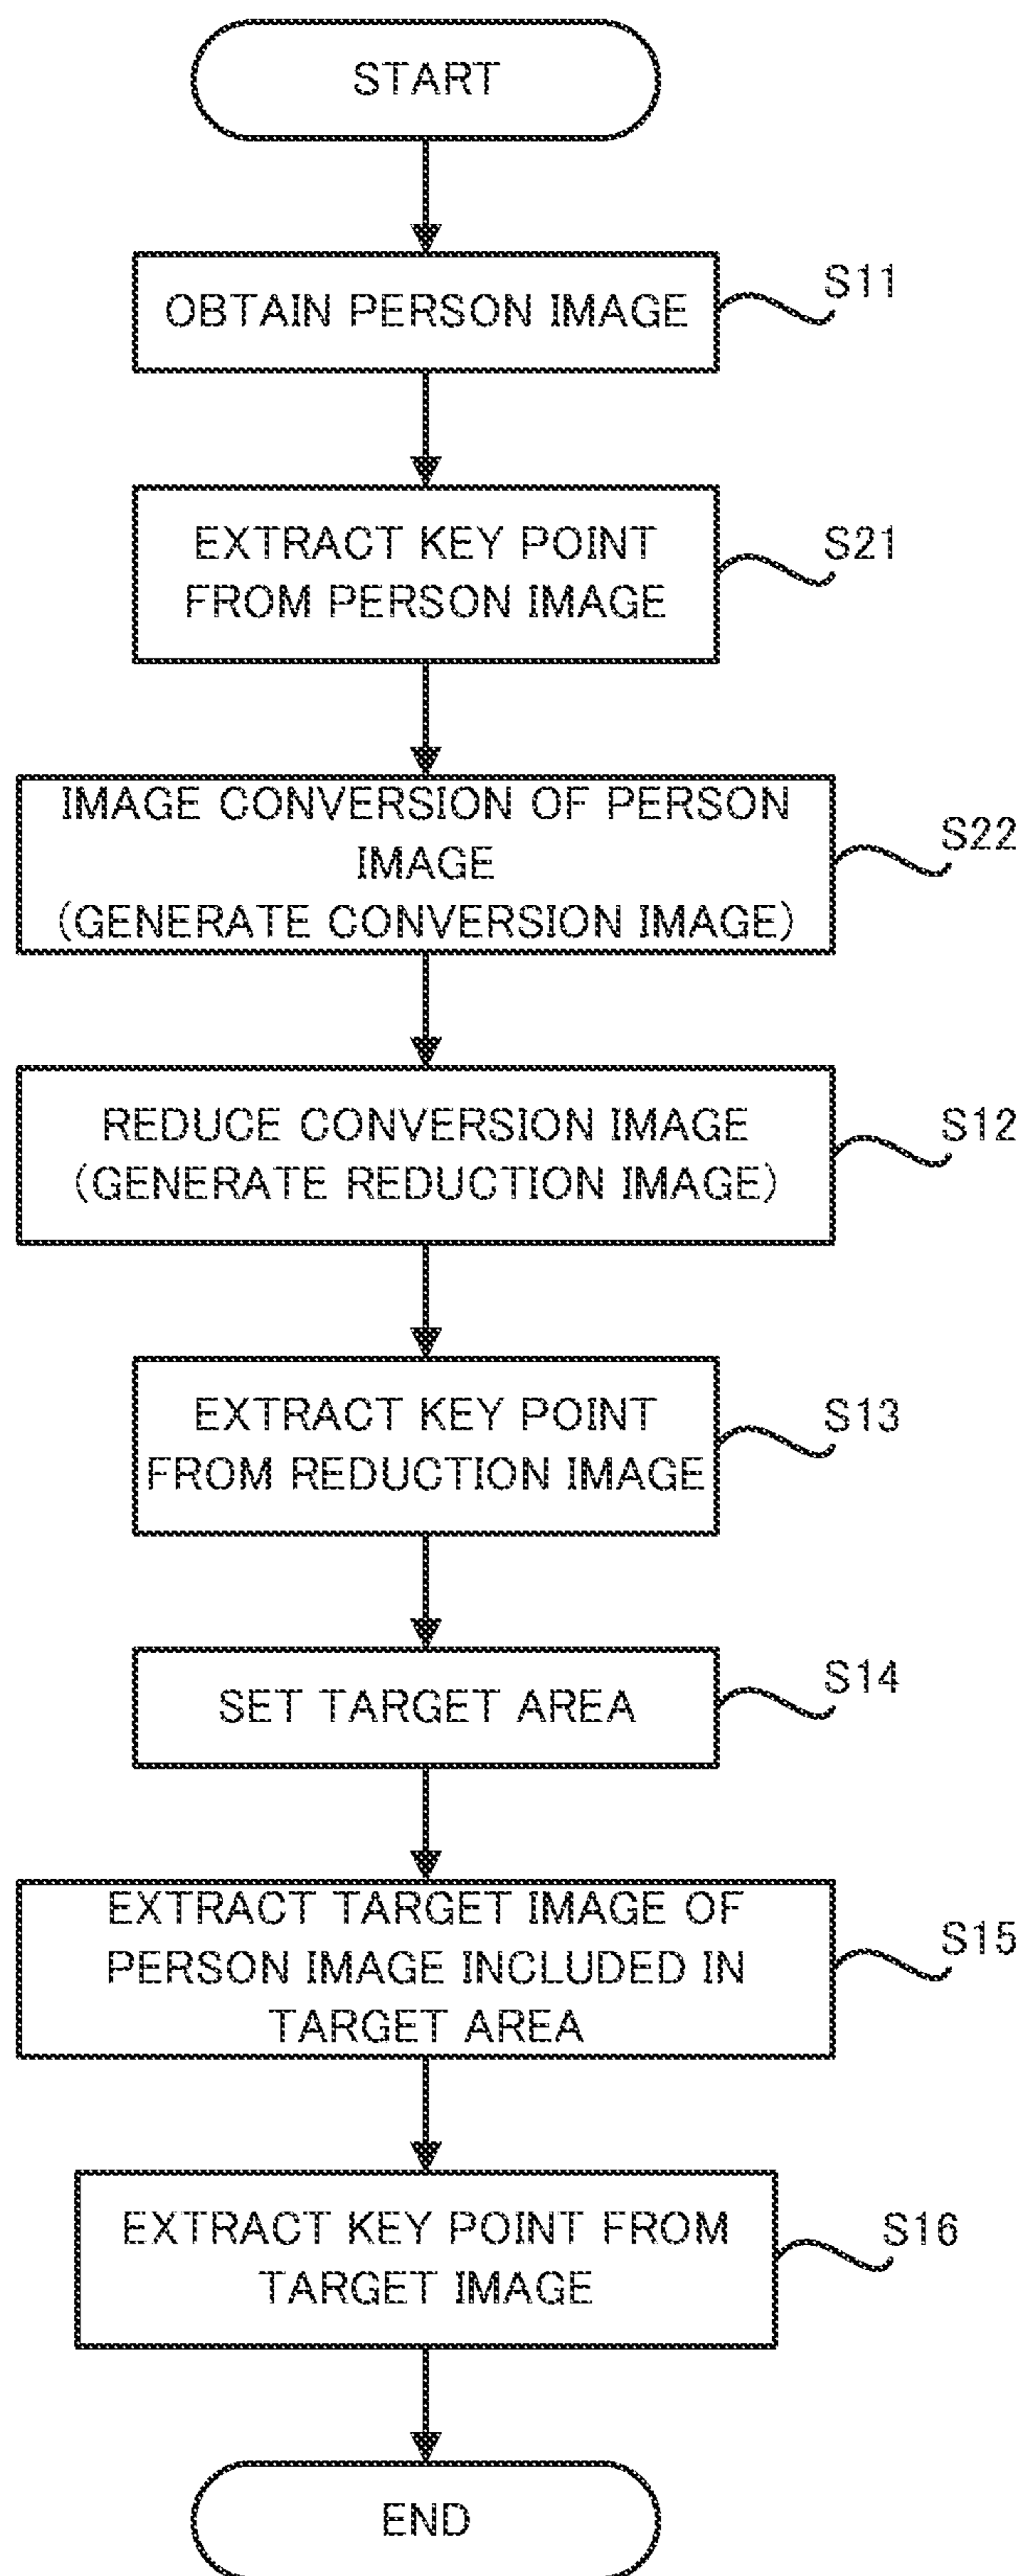 START
OBTAIN PERSON IMAGE
S11
EXTRACT KEY POINT
FROM PERSON IMAGE
S21
IMAGE CONVERSION OF PERSON
IMAGE
(GENERATE CONVERSION IMAGE)
S22
REDUCE CONVERSION IMAGE
(GENERATE REDUCTION IMAGE)
S12
EXTRACT KEY POINT
FROM REDUCTION IMAGE
S13
SET TARGET AREA
S14
EXTRACT TARGET IMAGE OF
PERSON IMAGE INCLUDED IN
TARGET AREA
S15
EXTRACT KEY POINT FROM
TARGET IMAGE
S16
END